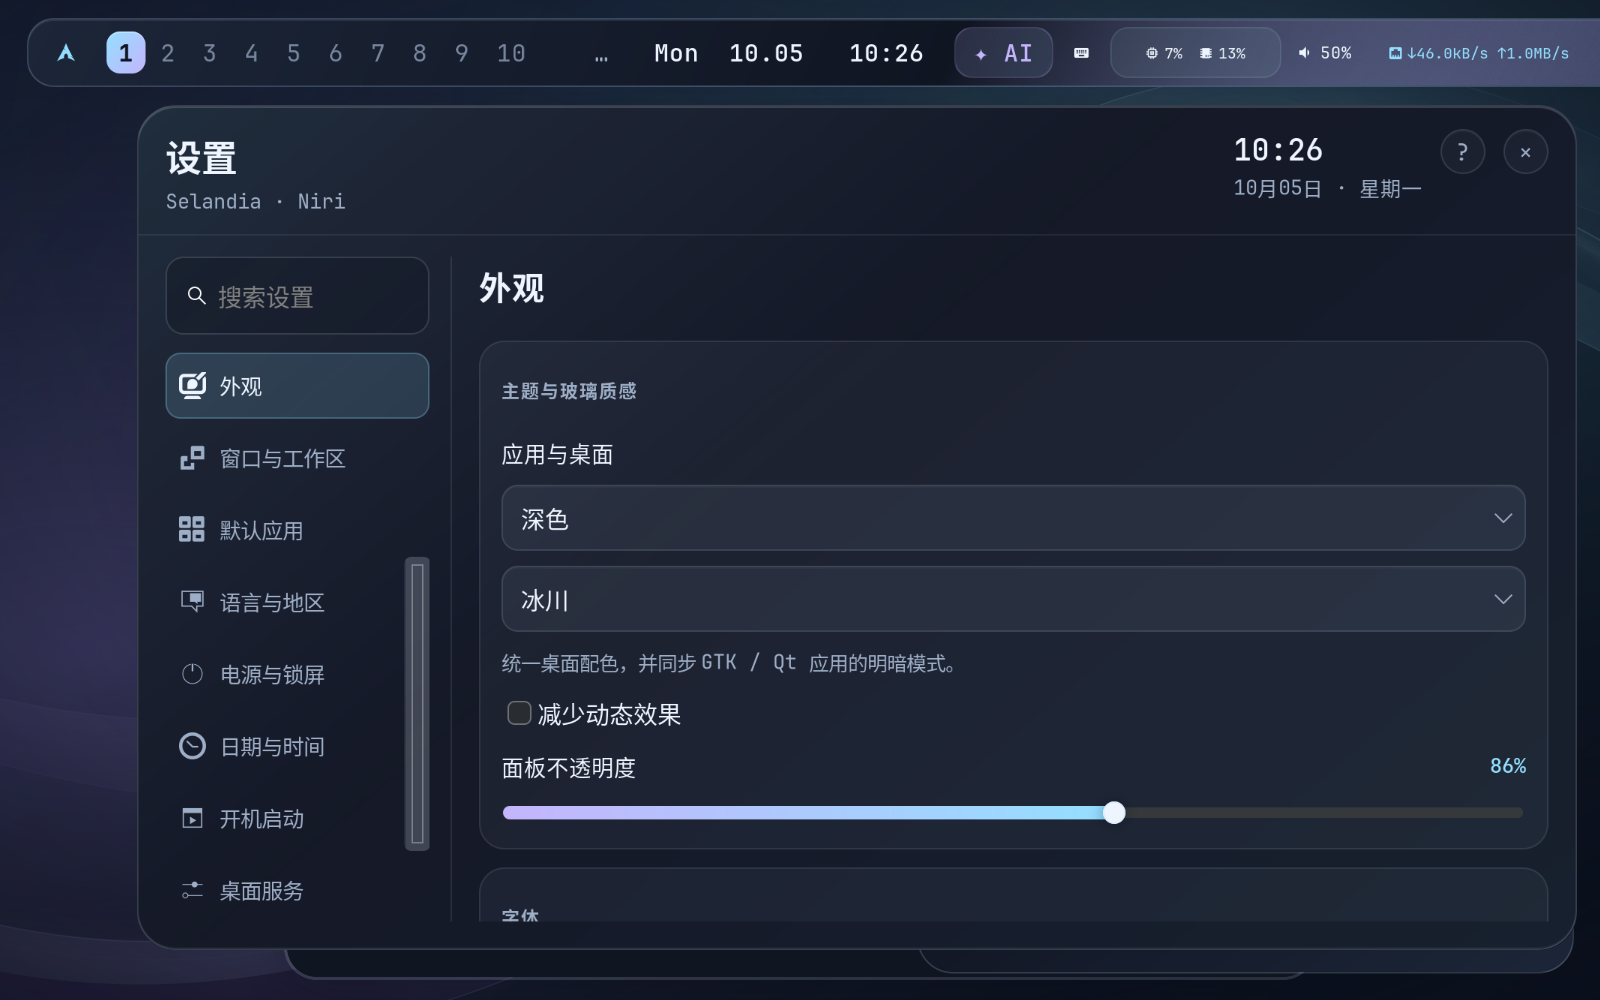 1 2 3 4 5 6 7 8 9 10 … Mon 10.05 10:26 ✦ AI 7% 13% 50% ↓46.0kB/s ↑1.0MB/s
设置
Selandia · Niri
10:26
10月05日 · 星期一
?
×
搜索设置
外观
窗口与工作区
默认应用
语言与地区
电源与锁屏
日期与时间
开机启动
桌面服务
外观
主题与玻璃质感
应用与桌面
深色
冰川
统一桌面配色，并同步 GTK / Qt 应用的明暗模式。
减少动态效果
面板不透明度 86%
字体